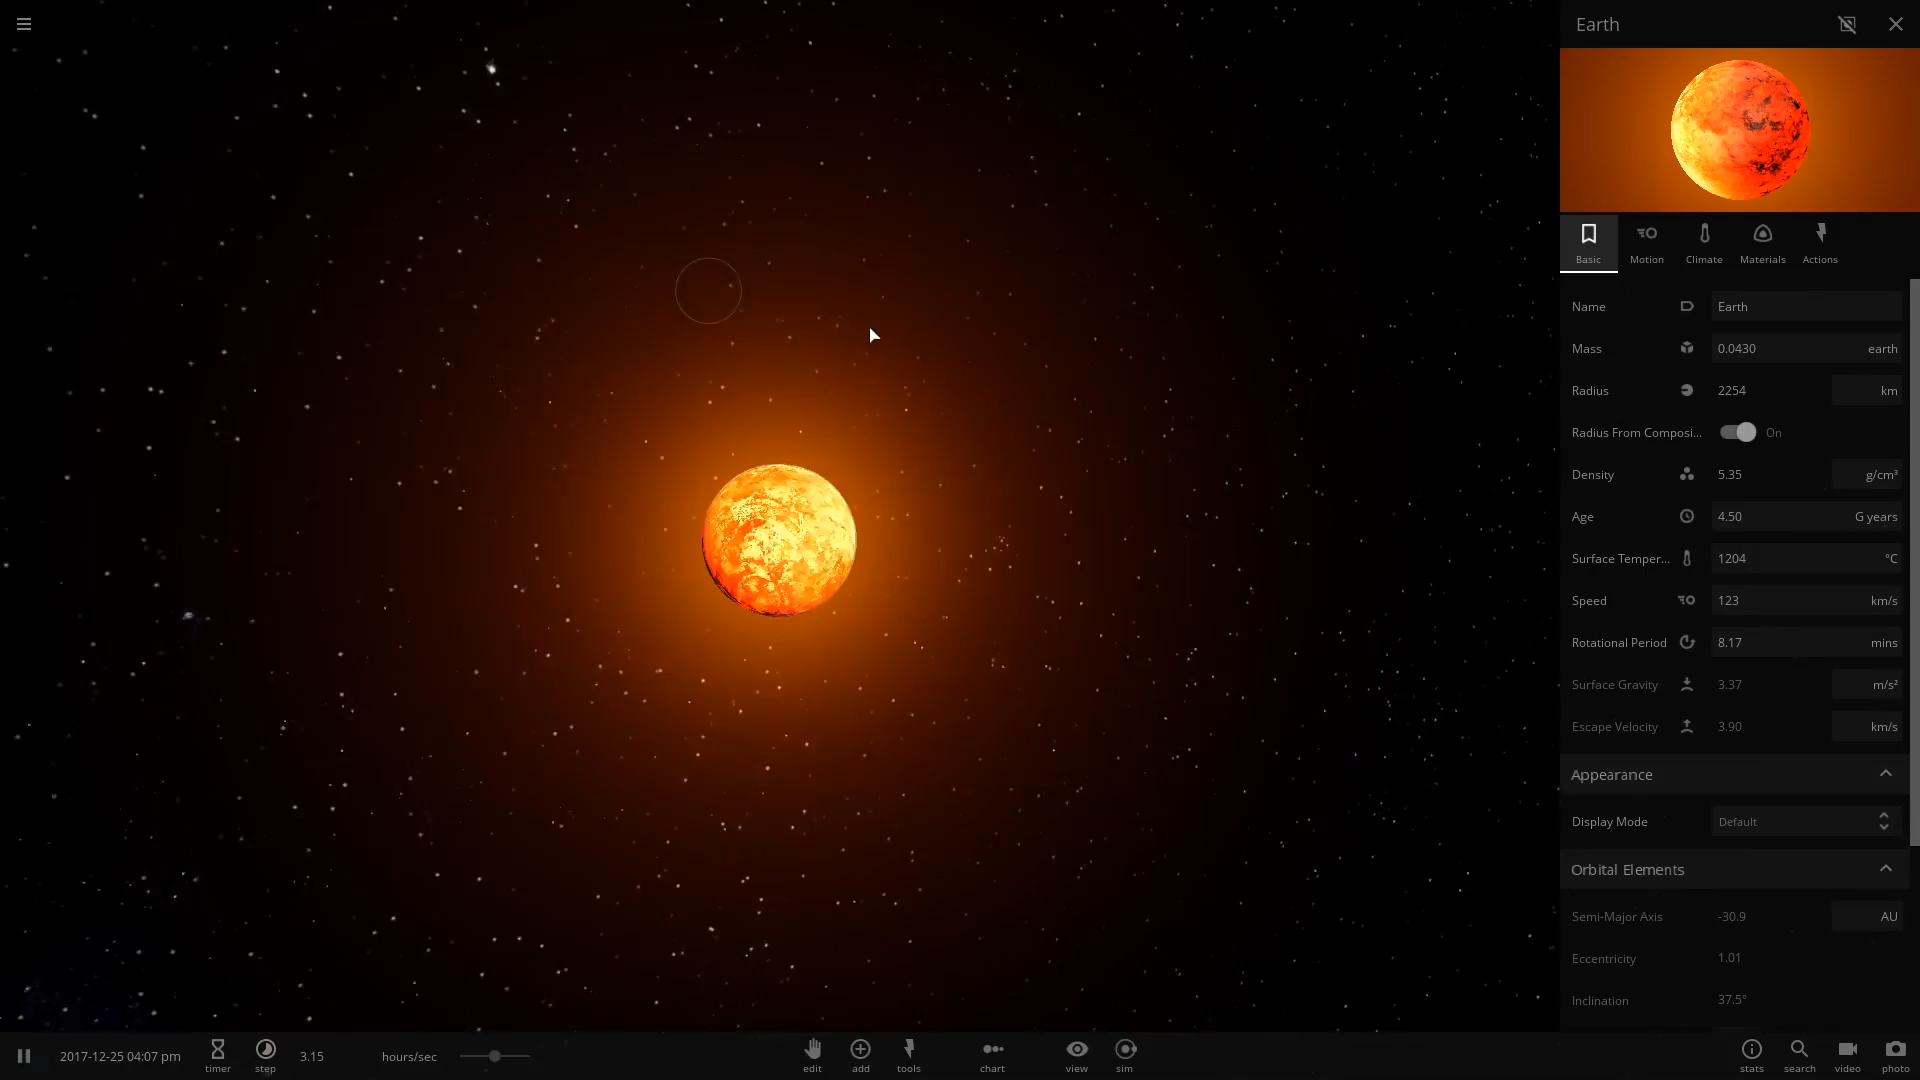 Earth
Basic
Motion
Climate
Materials
Actions
Name Earth
Mass 0.0430 earth
Radius 2254 km
Radius From Composi... On
Density 5.35 g/cm³
Age 4.50 G years
Surface Temper... 1204 °C
Speed 123 km/s
Rotational Period 8.17 mins
Surface Gravity 3.37 m/s²
Escape Velocity 3.90 km/s
Appearance
Display Mode Default
Orbital Elements
Semi-Major Axis -30.9 AU
Eccentricity 1.01
Inclination 37.5°
2017-12-25 04:07 pm
timer
step
3.15 hours/sec
edit
add
tools
chart
view
sim
stats
search
video
photo